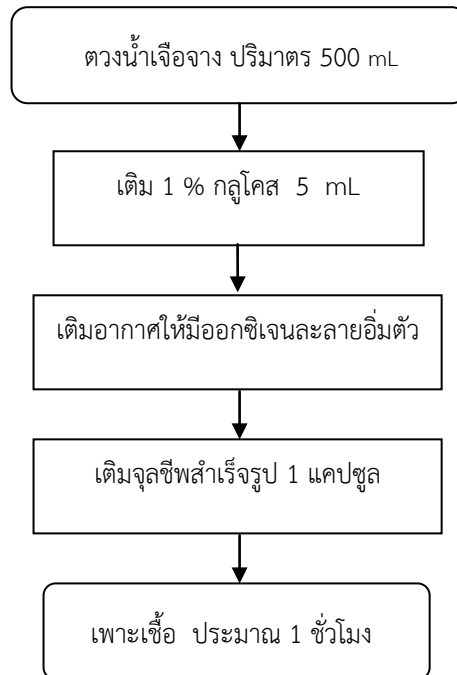 ตวงน้ำเจือจาง ปริมาตร 500 mL
เติม 1 % กลูโคส 5 mL
เติมอากาศให้มีออกซิเจนละลายอิ่มตัว
เติมจุลชีพสำเร็จรูป 1 แคปซูล
เพาะเชื้อ ประมาณ 1 ชั่วโมง